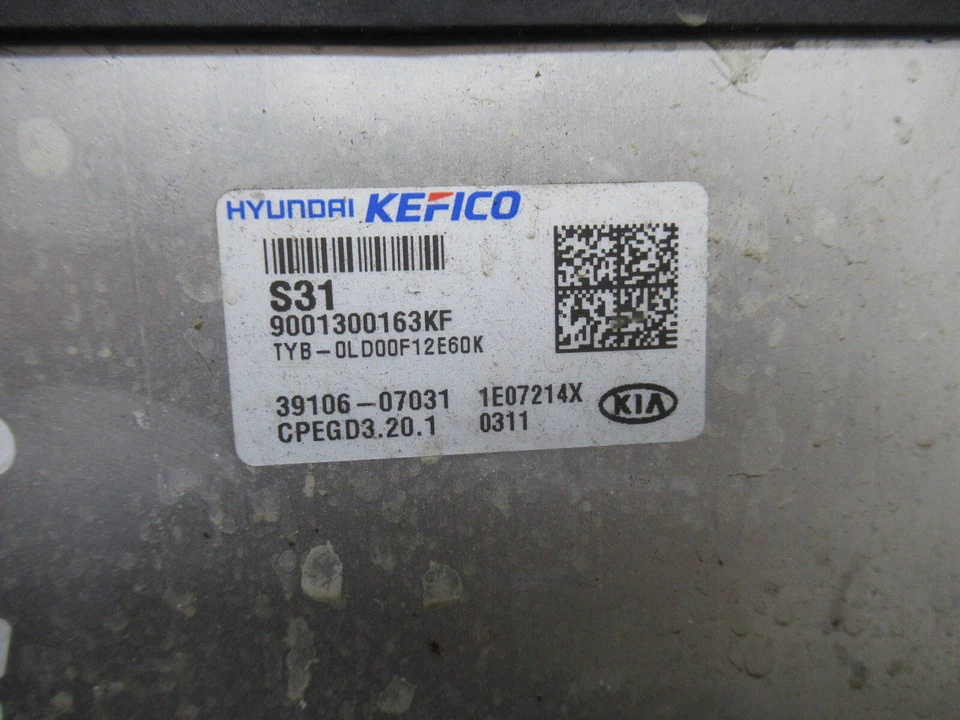 HYUNDAI KEFICO
S31
9001300163KF
TYB-0LD00F12E60K
39106-07031 1E07214X
CPEGD3.20.1 0311
KIA